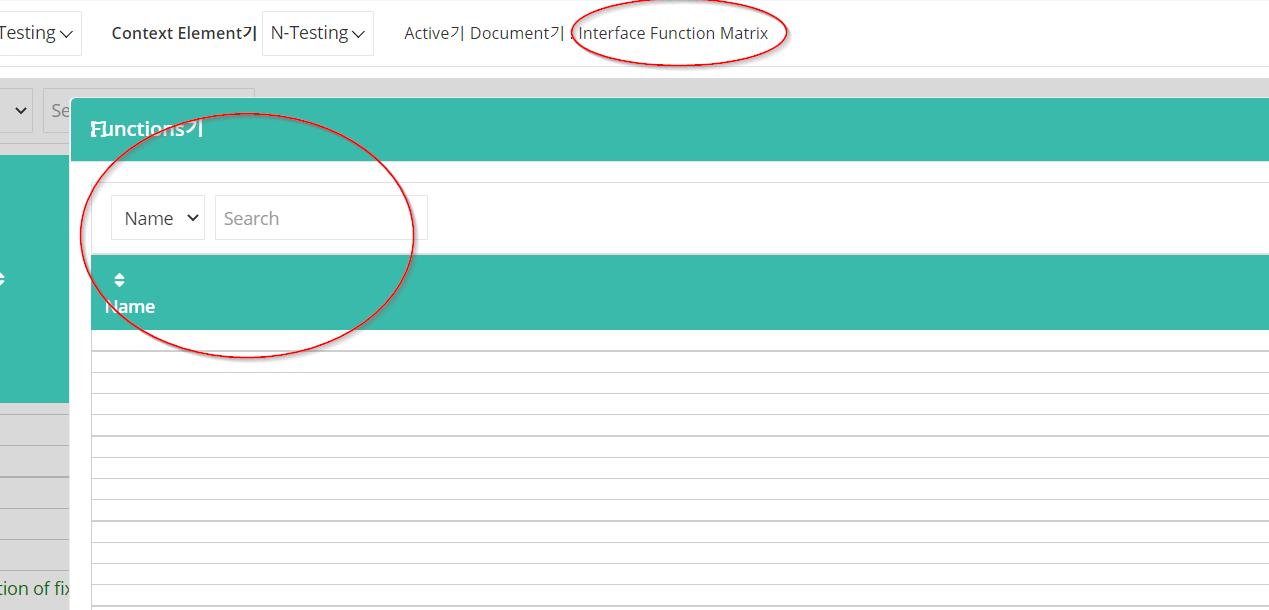 Testing Context Element기 N-Testing Active기 Document기 : Interface Function Matrix
Se
Functions기
Name Search
Name
tion of fix